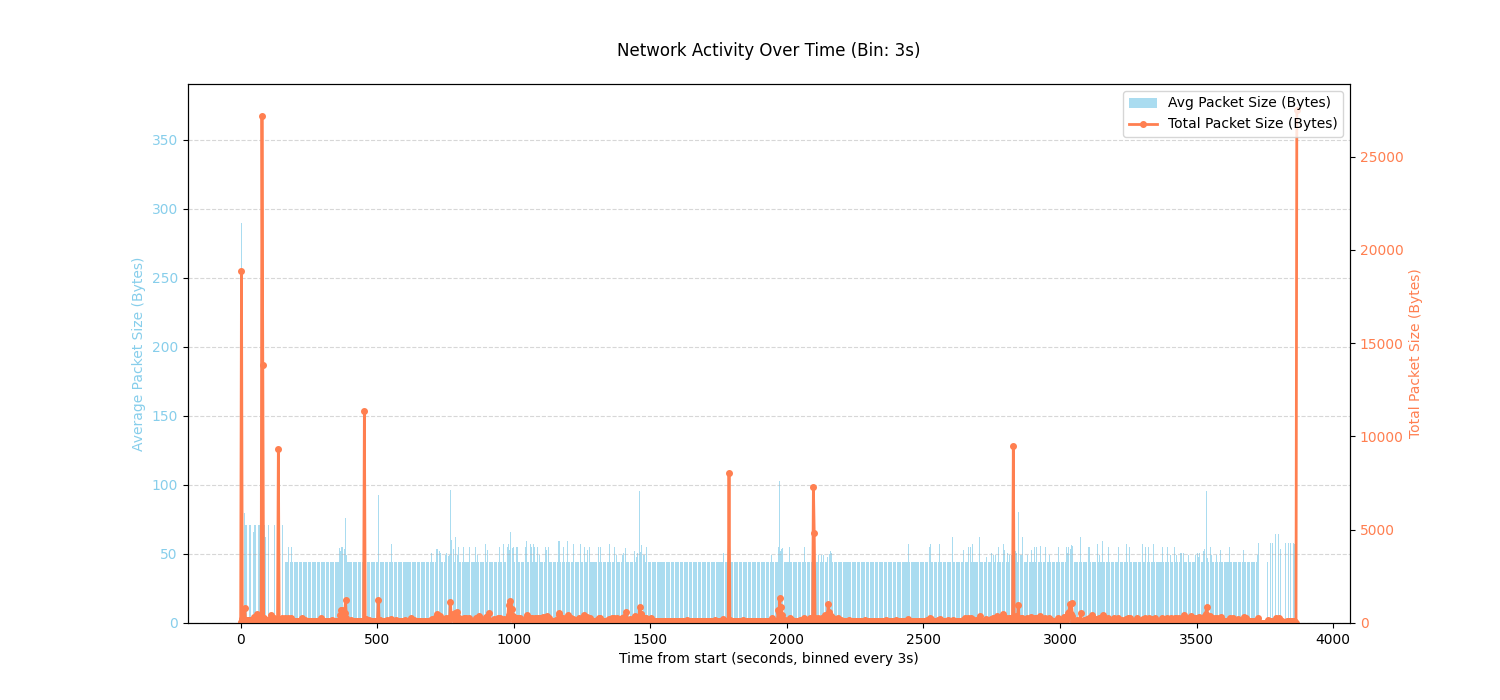 Network Activity Over Time (Bin: 3s)
Avg Packet Size (Bytes)
Total Packet Size (Bytes)
350
300
250
200
150
100
50
0
Average Packet Size (Bytes)
25000
20000
15000
10000
5000
0
Total Packet Size (Bytes)
0 500 1000 1500 2000 2500 3000 3500 4000
Time from start (seconds, binned every 3s)